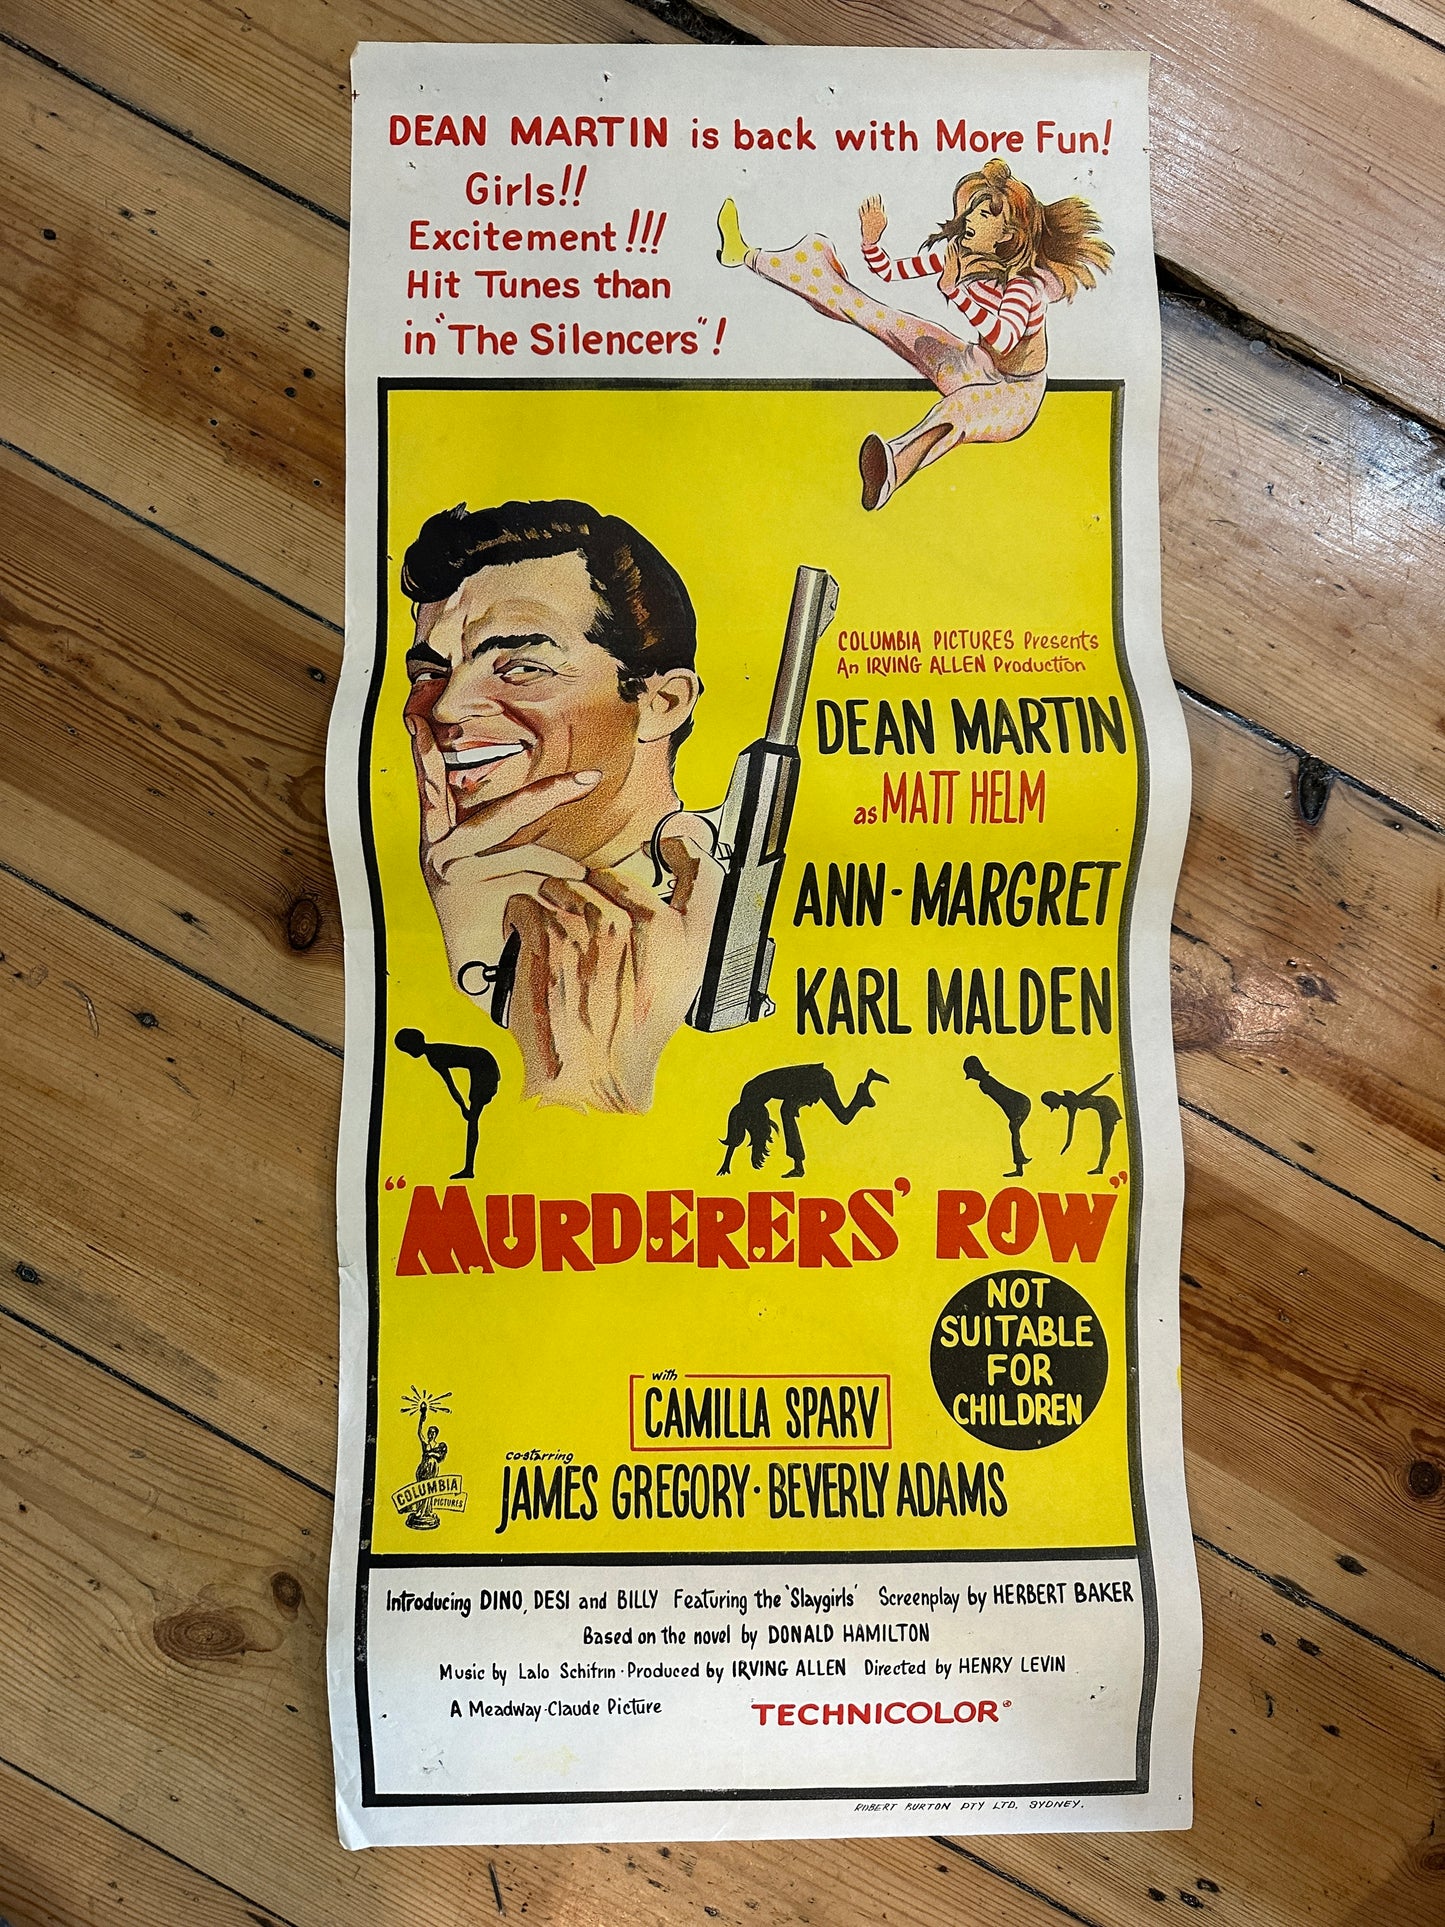 DEAN MARTIN is back with More Fun!
Girls!!
Excitement!!!
Hit Tunes than
in "The Silencers"!
COLUMBIA PICTURES Presents
An IRVING ALLEN Production
DEAN MARTIN
as MATT HELM
ANN-MARGRET
KARL MALDEN
"MURDERERS' ROW"
NOT
SUITABLE
FOR
CHILDREN
with
CAMILLA SPARV
co-starring
JAMES GREGORY · BEVERLY ADAMS
COLUMBIA
PICTURES
Introducing DINO, DESI and BILLY Featuring the 'Slaygirls' Screenplay by HERBERT BAKER
Based on the novel by DONALD HAMILTON
Music by Lalo Schifrin · Produced by IRVING ALLEN Directed by HENRY LEVIN
A Meadway-Claude Picture
TECHNICOLOR®
ROBERT BURTON PTY LTD. SYDNEY.